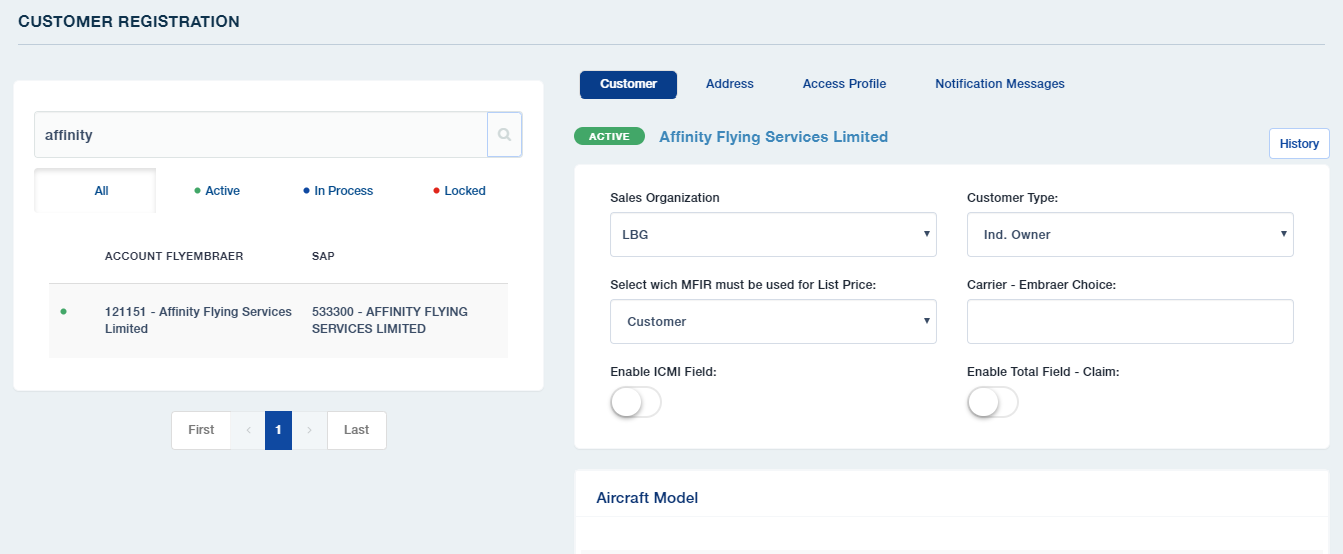 CUSTOMER REGISTRATION
affinity
All
Active
In Process
Locked
ACCOUNT FLYEMBRAER
SAP
121151 - Affinity Flying Services
Limited
533300 - AFFINITY FLYING
SERVICES LIMITED
First
‹
1
›
Last
Customer
Address
Access Profile
Notification Messages
ACTIVE
Affinity Flying Services Limited
History
Sales Organization
LBG
Customer Type:
Ind. Owner
Select wich MFIR must be used for List Price:
Customer
Carrier - Embraer Choice:
Enable ICMI Field:
Enable Total Field - Claim:
Aircraft Model